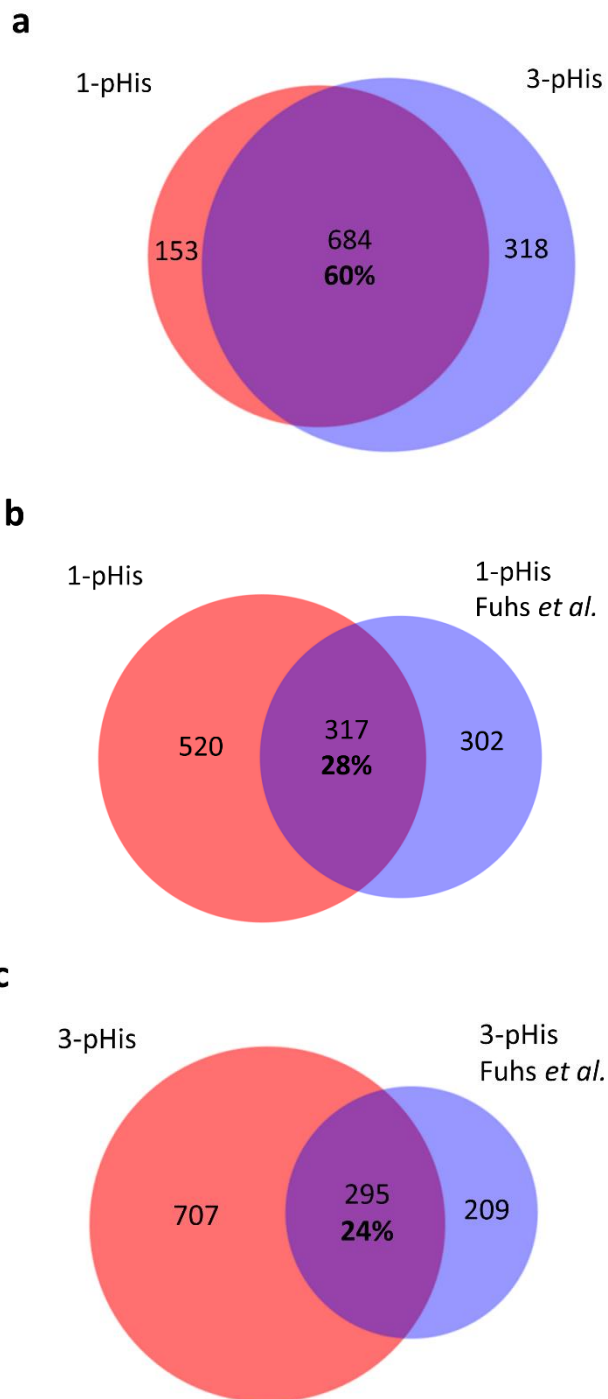 a
1-pHis
3-pHis
153
684
60%
318
b
1-pHis
1-pHis
Fuhs et al.
520
317
28%
302
c
3-pHis
3-pHis
Fuhs et al.
707
295
24%
209